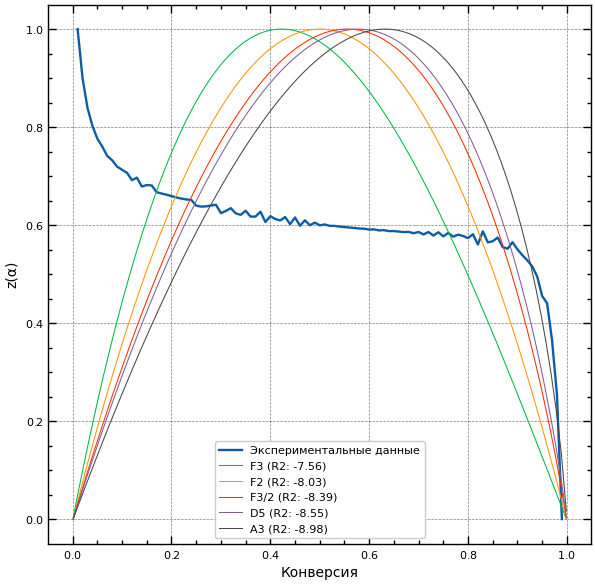 1.0
0.8
0.6
0.4
0.2
0.0
z(α)
Экспериментальные данные
F3 (R2: -7.56)
F2 (R2: -8.03)
F3/2 (R2: -8.39)
D5 (R2: -8.55)
A3 (R2: -8.98)
0.0 0.2 0.4 0.6 0.8 1.0
Конверсия